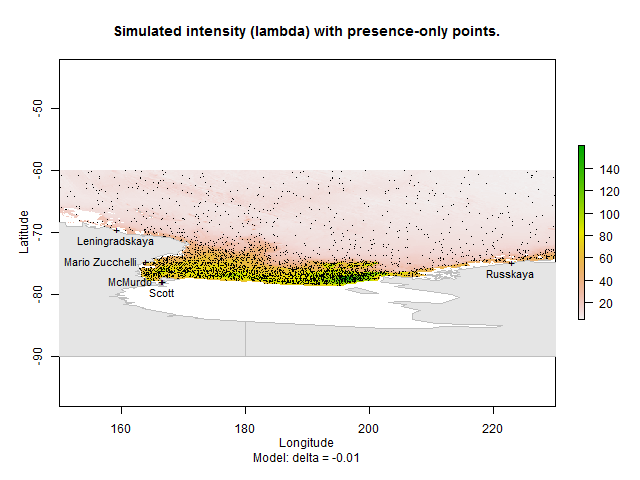 Simulated intensity (lambda) with presence-only points.
-50
-60
-70
-80
-90
Latitude
Leningradskaya
Mario Zucchelli
McMurdo
Scott
Russkaya
140
120
100
80
60
40
20
160
180
200
220
Longitude
Model: delta = -0.01